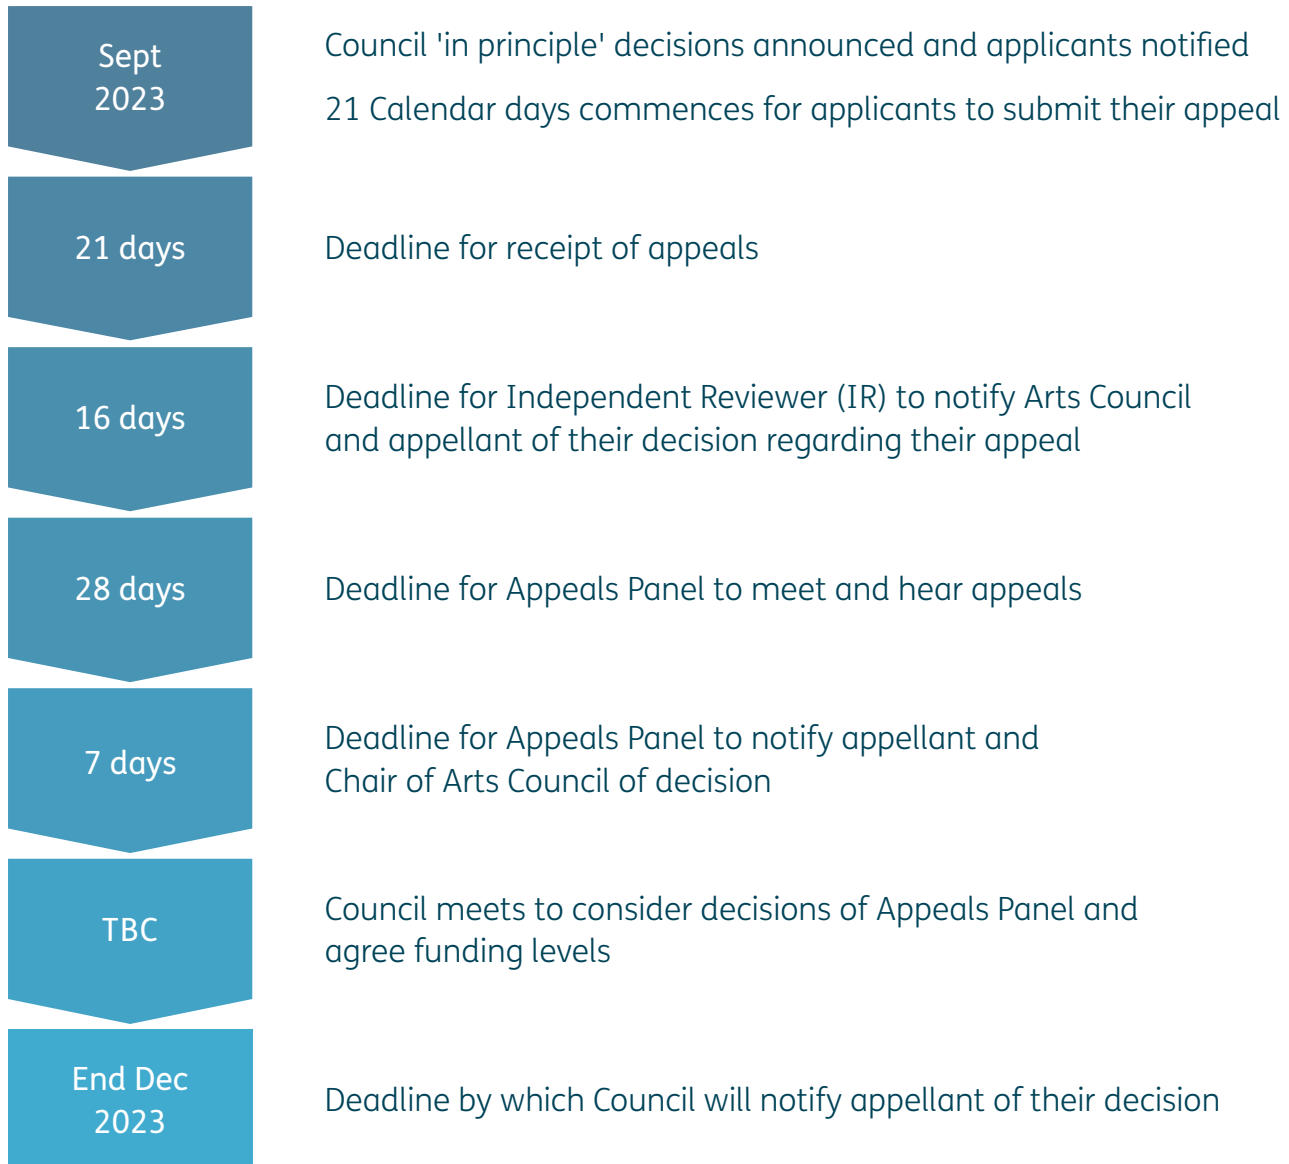 Sept
2023
Council 'in principle' decisions announced and applicants notified
21 Calendar days commences for applicants to submit their appeal
21 days
Deadline for receipt of appeals
16 days
Deadline for Independent Reviewer (IR) to notify Arts Council
and appellant of their decision regarding their appeal
28 days
Deadline for Appeals Panel to meet and hear appeals
7 days
Deadline for Appeals Panel to notify appellant and
Chair of Arts Council of decision
TBC
Council meets to consider decisions of Appeals Panel and
agree funding levels
End Dec
2023
Deadline by which Council will notify appellant of their decision